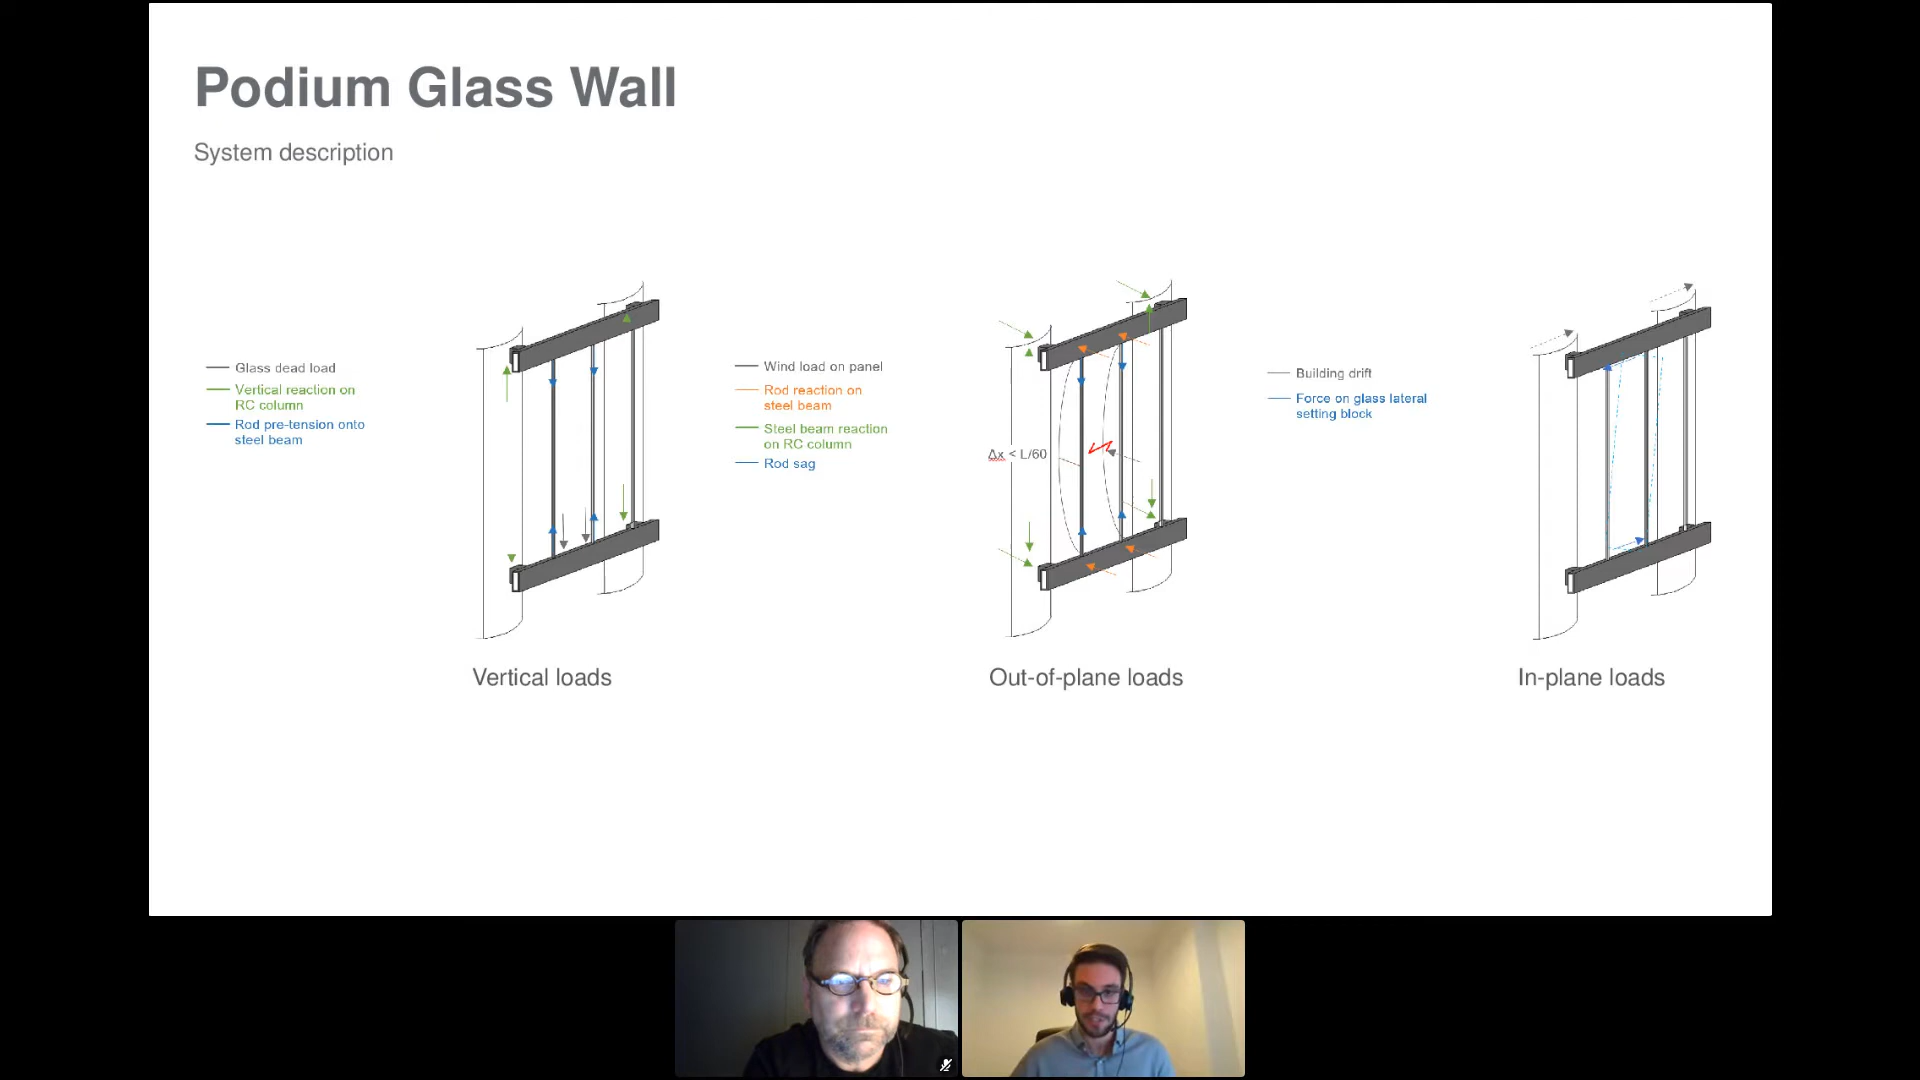 Podium Glass Wall
System description
Glass dead load
Vertical reaction on
RC column
Rod pre-tension onto
steel beam
Wind load on panel
Rod reaction on
steel beam
Steel beam reaction
on RC column
Rod sag
Δx < L/60
Building drift
Force on glass lateral
setting block
Vertical loads
Out-of-plane loads
In-plane loads